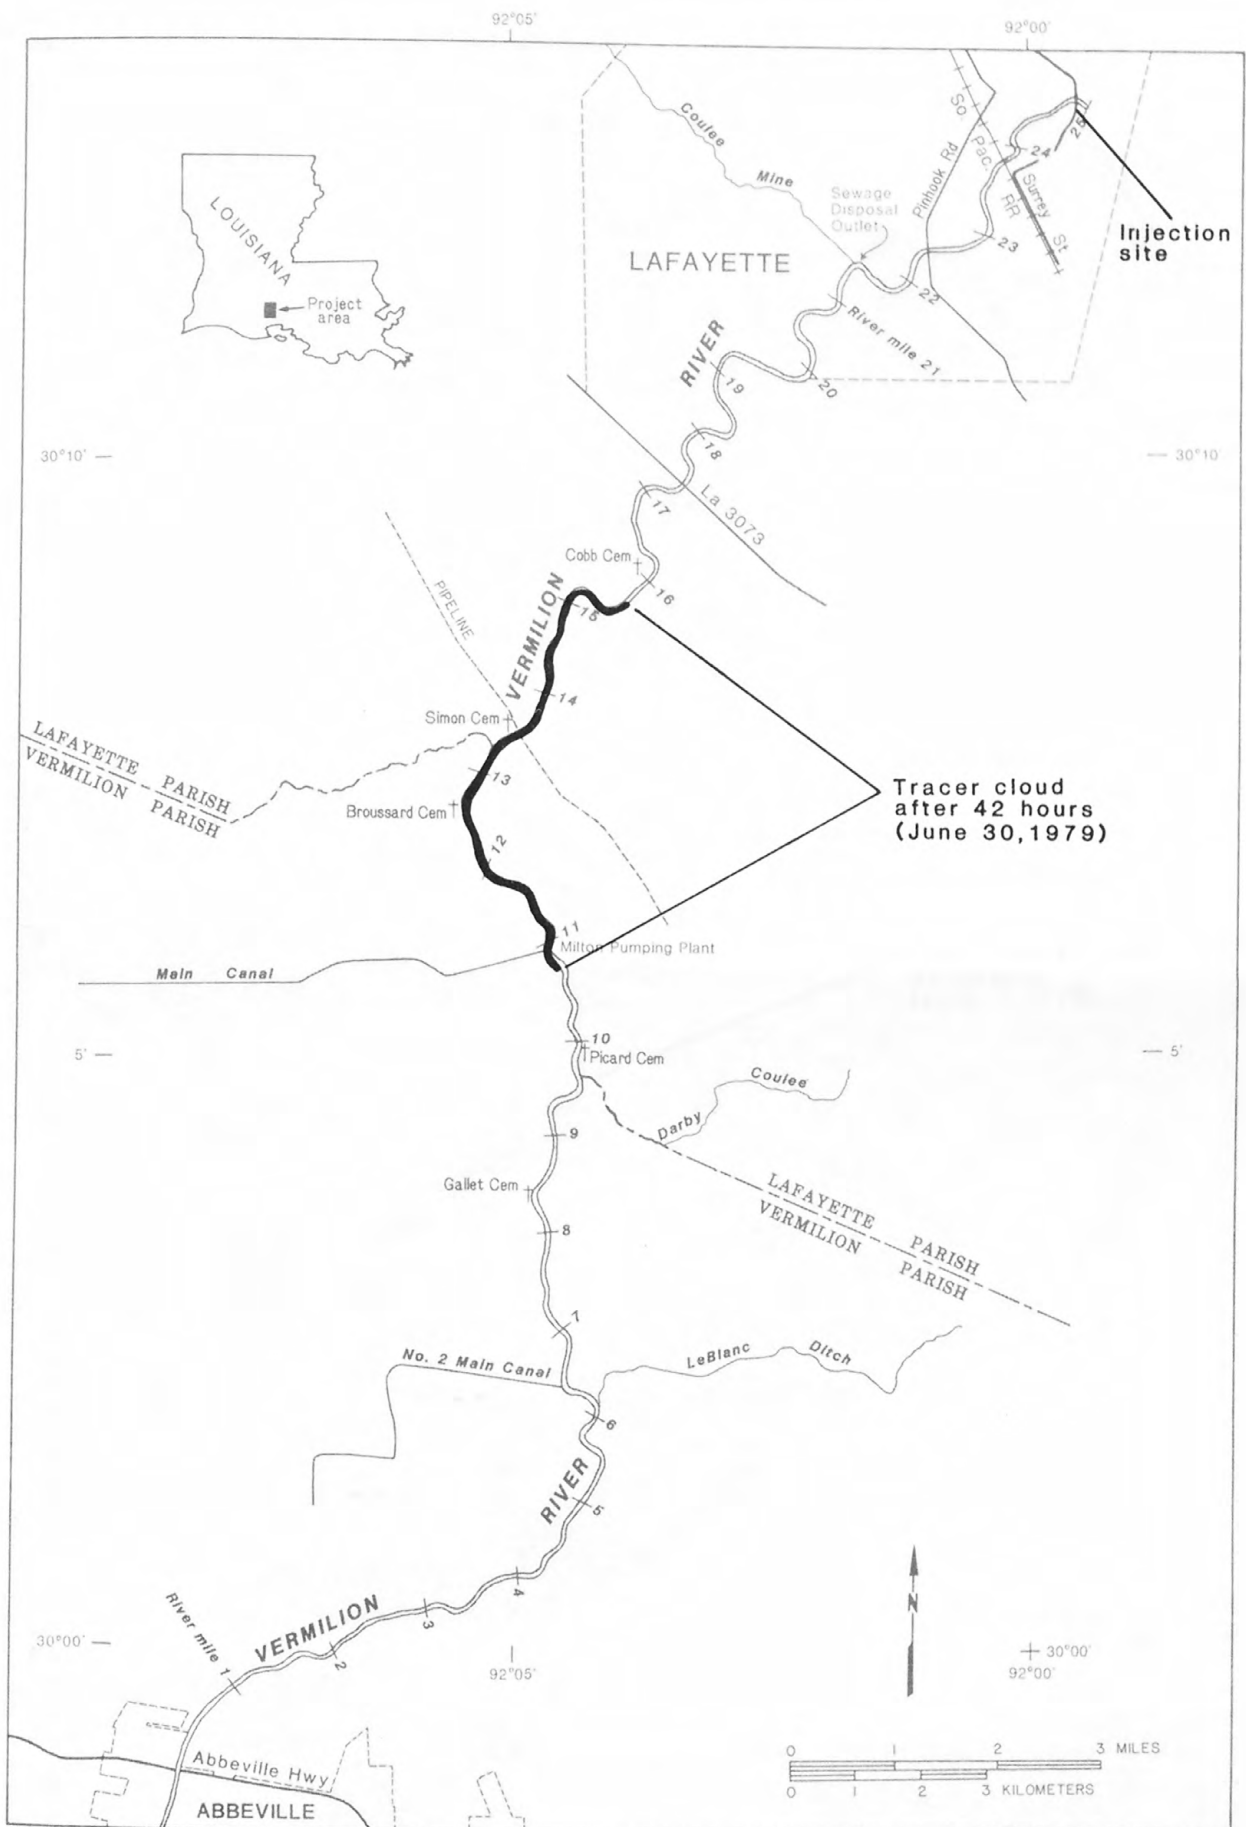 92°05'
92°00'
LOUISIANA
Project
area
Coulee
Mine
Sewage
Disposal
Outlet
LAFAYETTE
Pinhook Rd
So.
Pac.
RR
Surrey
St
25
24
23
22
Injection
site
River mile 21
20
19
18
RIVER
30°10'
30°10'
La 3073
17
Cobb Cem
16
15
VERMILION
PIPELINE
14
Simon Cem
LAFAYETTE PARISH
VERMILION PARISH
13
Broussard Cem
12
Tracer cloud
after 42 hours
(June 30,1979)
11
Milton Pumping Plant
Main Canal
10
5'
5'
Picard Cem
Darby
Coulee
9
Gallet Cem
8
LAFAYETTE PARISH
VERMILION PARISH
7
No. 2 Main Canal
LeBlanc Ditch
6
RIVER
5
4
3
VERMILION
2
River mile 1
30°00'
92°05'
N
30°00'
92°00'
Abbeville Hwy
ABBEVILLE
0 1 2 3 MILES
0 1 2 3 KILOMETERS